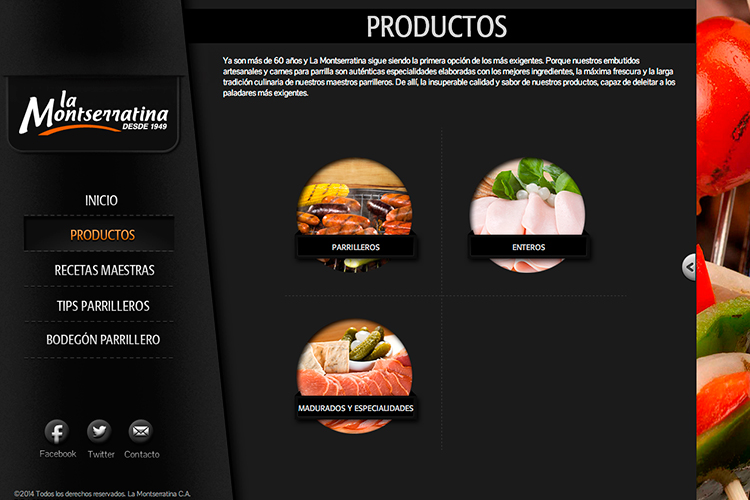 PRODUCTOS
Ya son más de 60 años y La Montserratina sigue siendo la primera opción de los más exigentes. Porque nuestros embutidos
artesanales y carnes para parrilla son auténticas especialidades elaboradas con los mejores ingredientes, la máxima frescura y la larga
tradición culinaria de nuestros maestros parrilleros. De allí, la insuperable calidad y sabor de nuestros productos, capaz de deleitar a los
paladares más exigentes.
la
Montserratina
DESDE 1949
INICIO
PRODUCTOS
RECETAS MAESTRAS
TIPS PARRILLEROS
BODEGÓN PARRILLERO
PARRILLEROS
ENTEROS
MADURADOS Y ESPECIALIDADES
Facebook Twitter Contacto
©2014 Todos los derechos reservados. La Montserratina C.A.